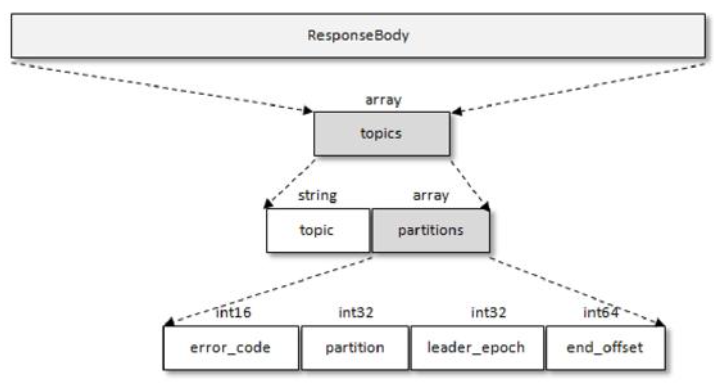 ResponseBody
array
topics
string array
topic partitions
int16 int32 int32 int64
error_code partition leader_epoch end_offset